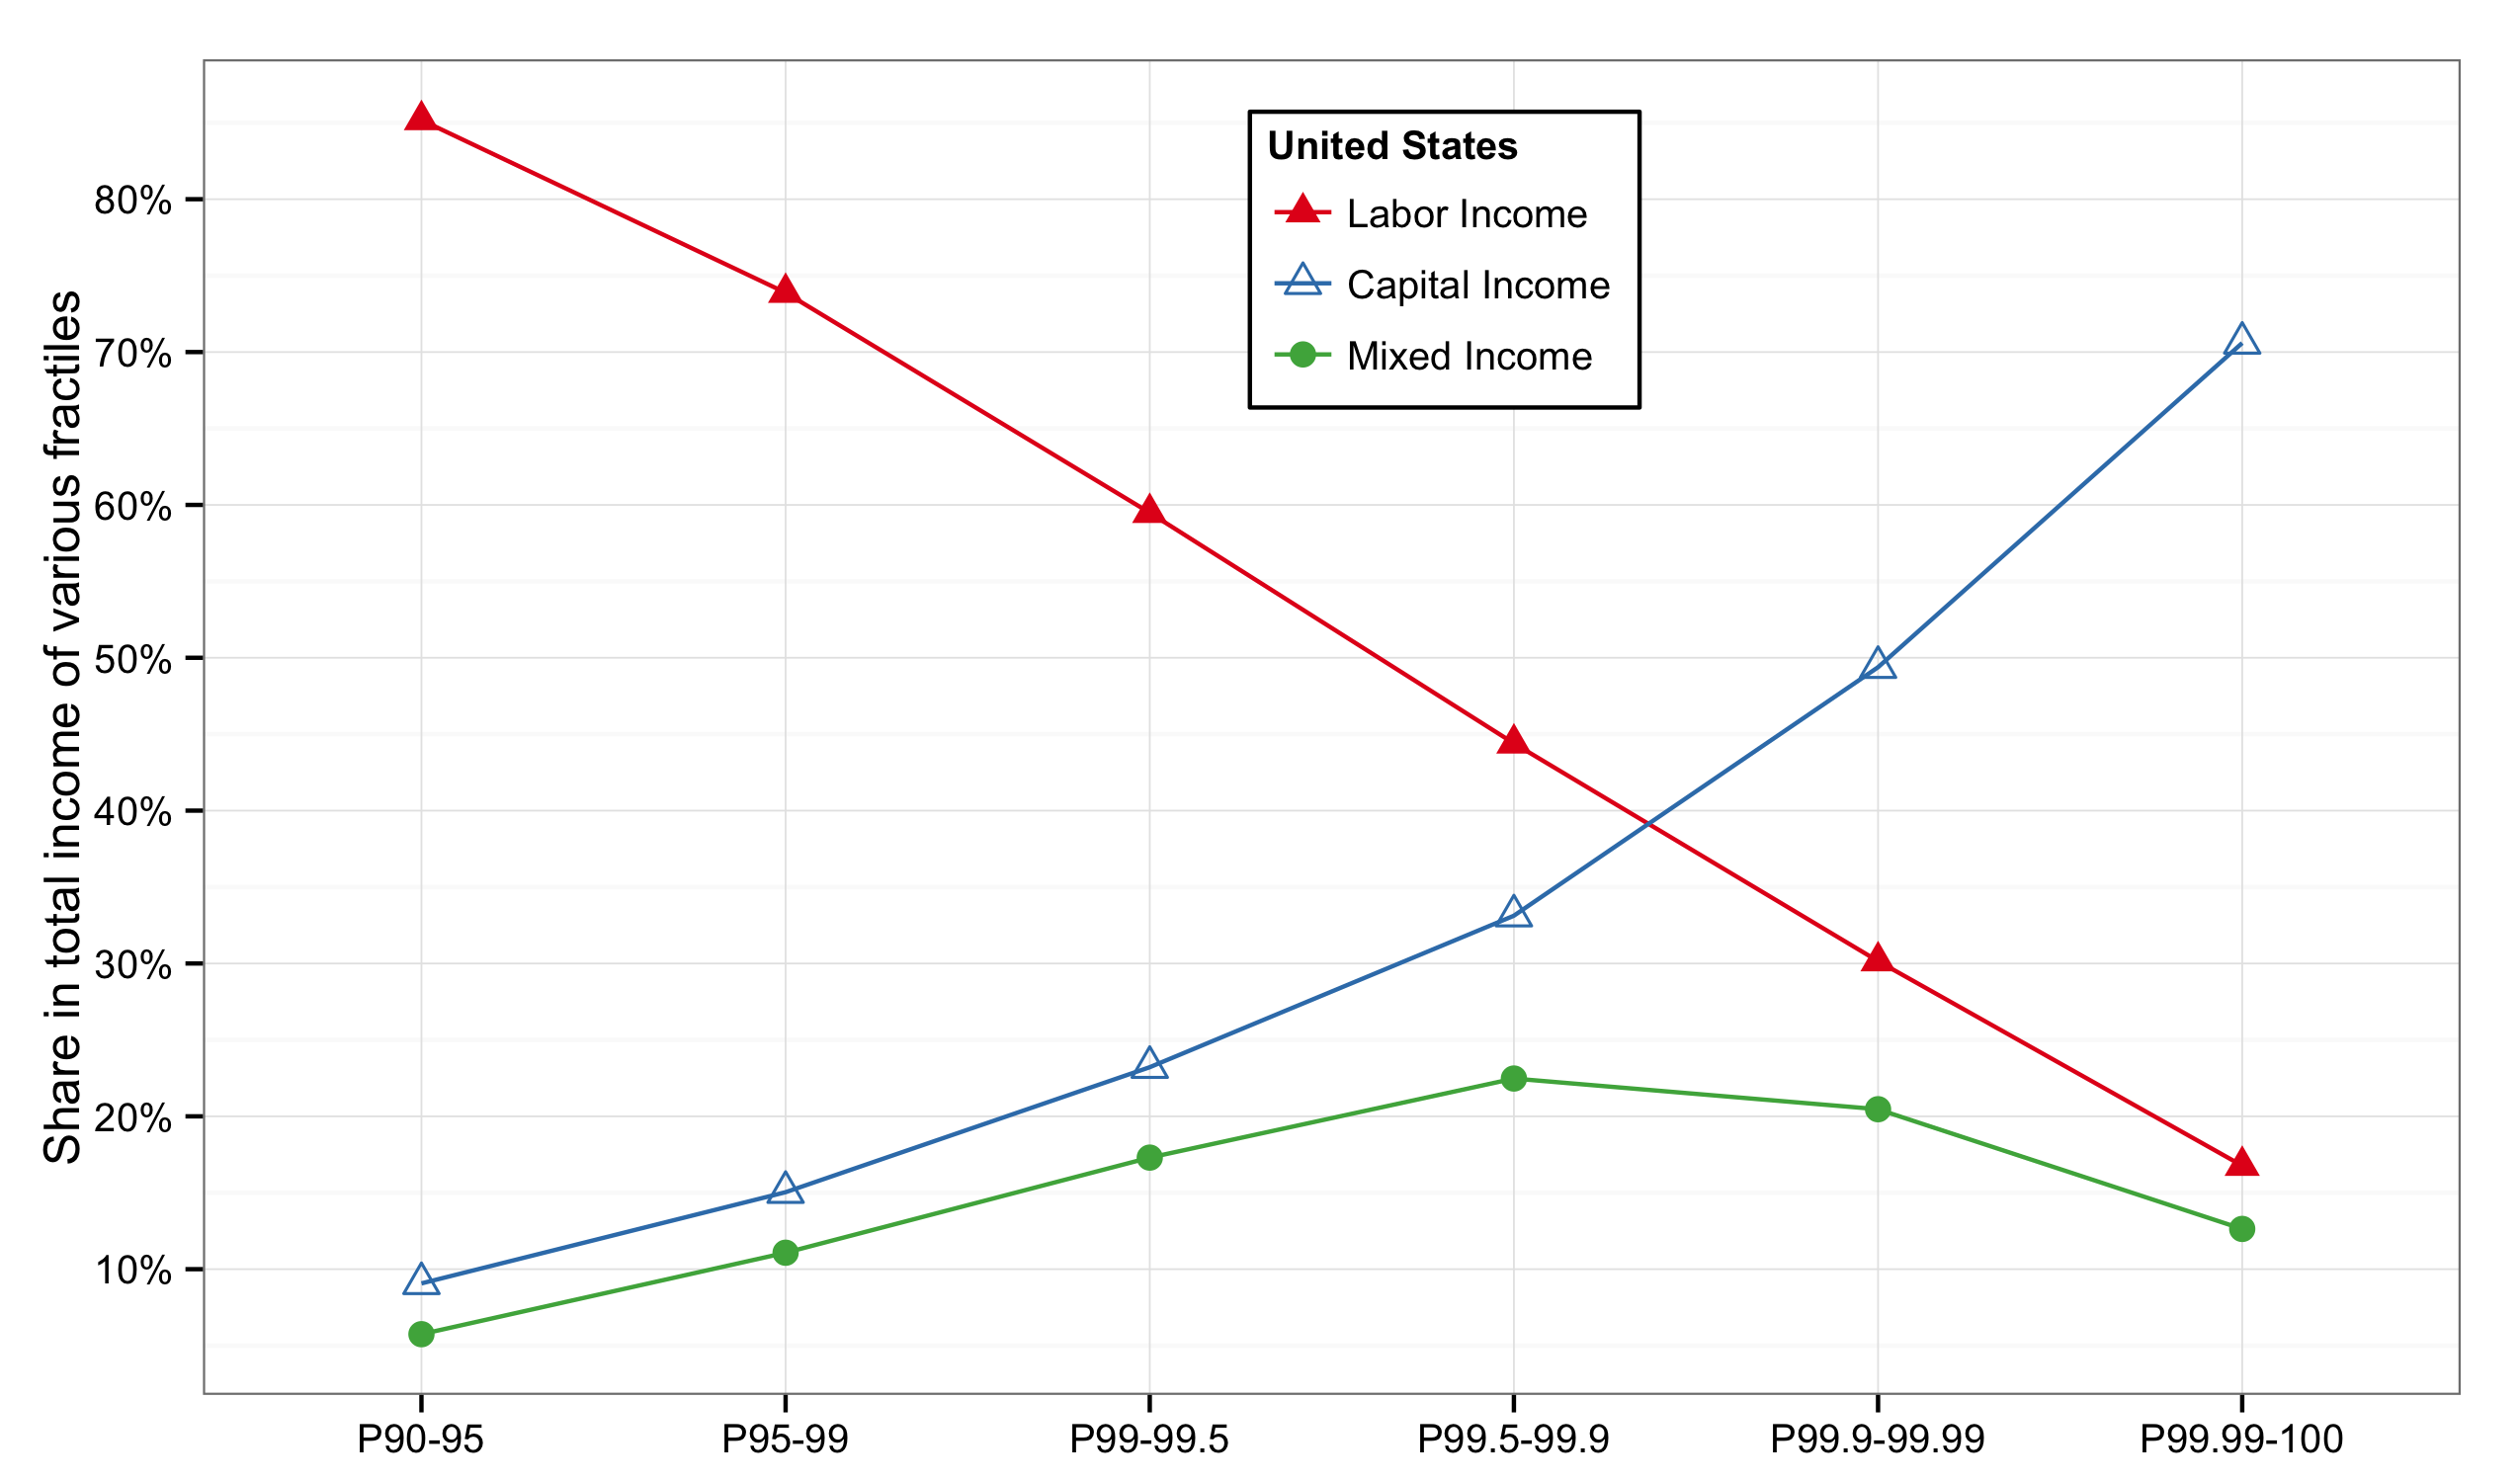 Share in total income of various fractiles
80%
70%
60%
50%
40%
30%
20%
10%
United States
Labor Income
Capital Income
Mixed Income
P90-95
P95-99
P99-99.5
P99.5-99.9
P99.9-99.99
P99.99-100